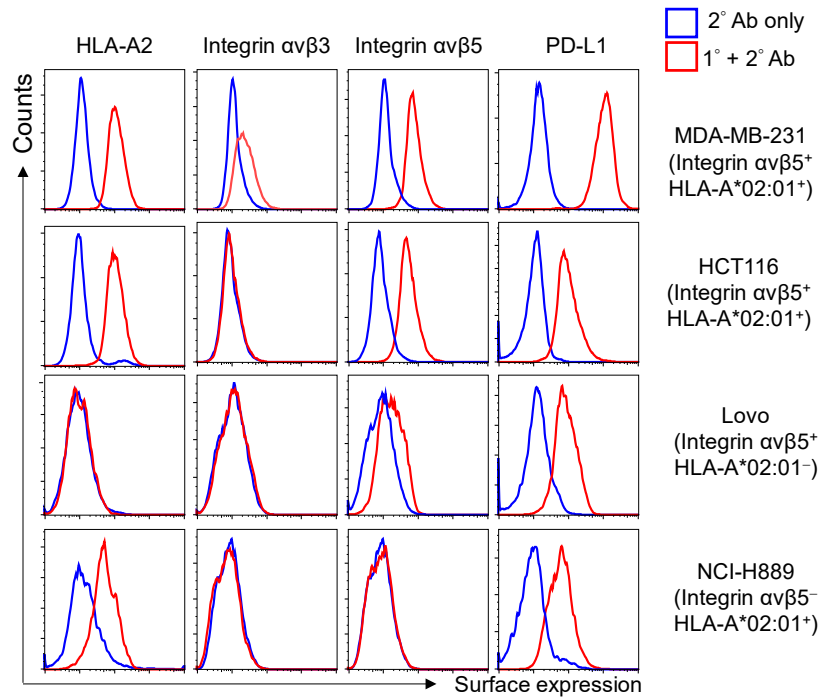 HLA-A2
Integrin αvβ3
Integrin αvβ5
PD-L1
2° Ab only
1° + 2° Ab
Counts
MDA-MB-231
(Integrin αvβ5⁺
HLA-A*02:01⁺)
HCT116
(Integrin αvβ5⁺
HLA-A*02:01⁺)
Lovo
(Integrin αvβ5⁺
HLA-A*02:01⁻)
NCI-H889
(Integrin αvβ5⁻
HLA-A*02:01⁺)
Surface expression